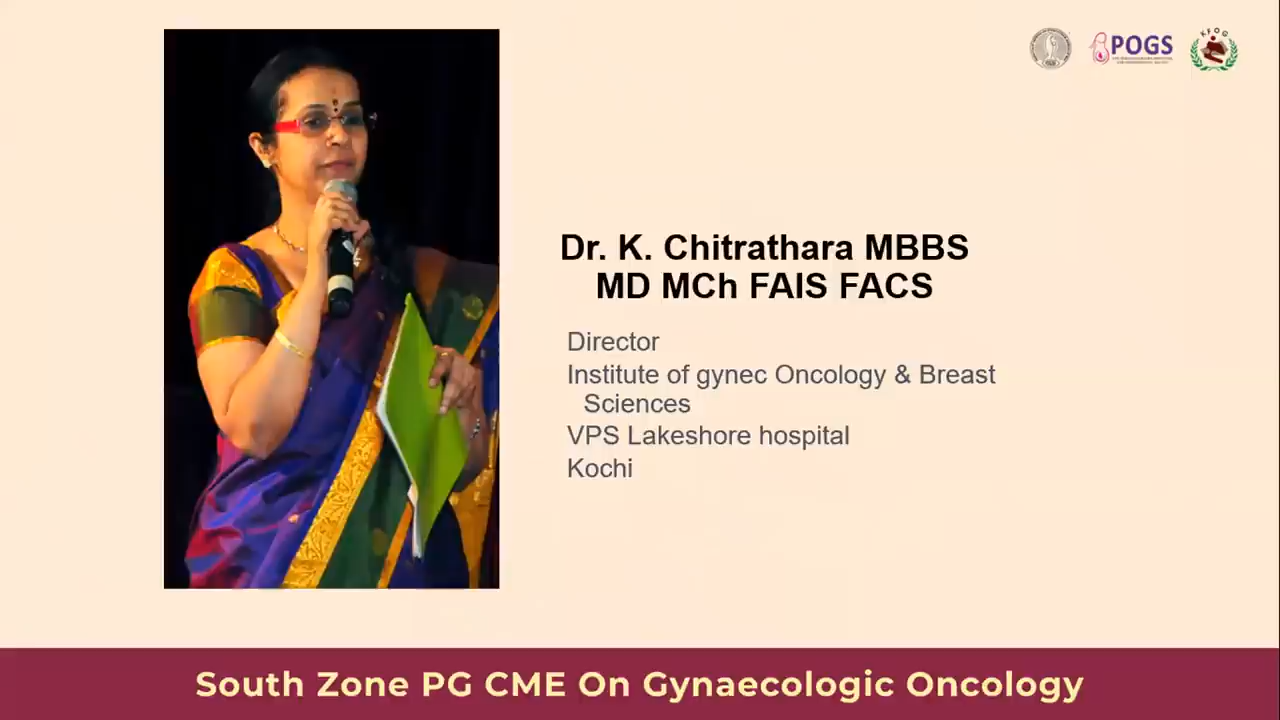 POGS
KFOG
Dr. K. Chitrathara MBBS
MD MCh FAIS FACS
Director
Institute of gynec Oncology & Breast
Sciences
VPS Lakeshore hospital
Kochi
South Zone PG CME On Gynaecologic Oncology